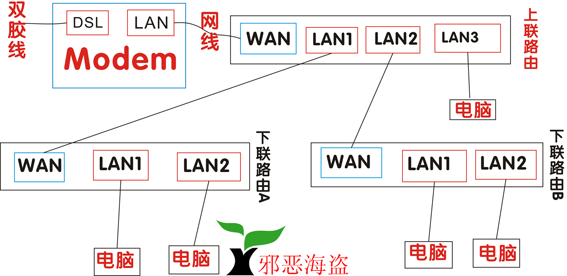 双胶线
DSL
LAN
Modem
网线
WAN
LAN1
LAN2
LAN3
上联路由
电脑
WAN
LAN1
LAN2
下联路由A
电脑
电脑
WAN
LAN1
LAN2
下联路由B
电脑
电脑
邪恶海盗